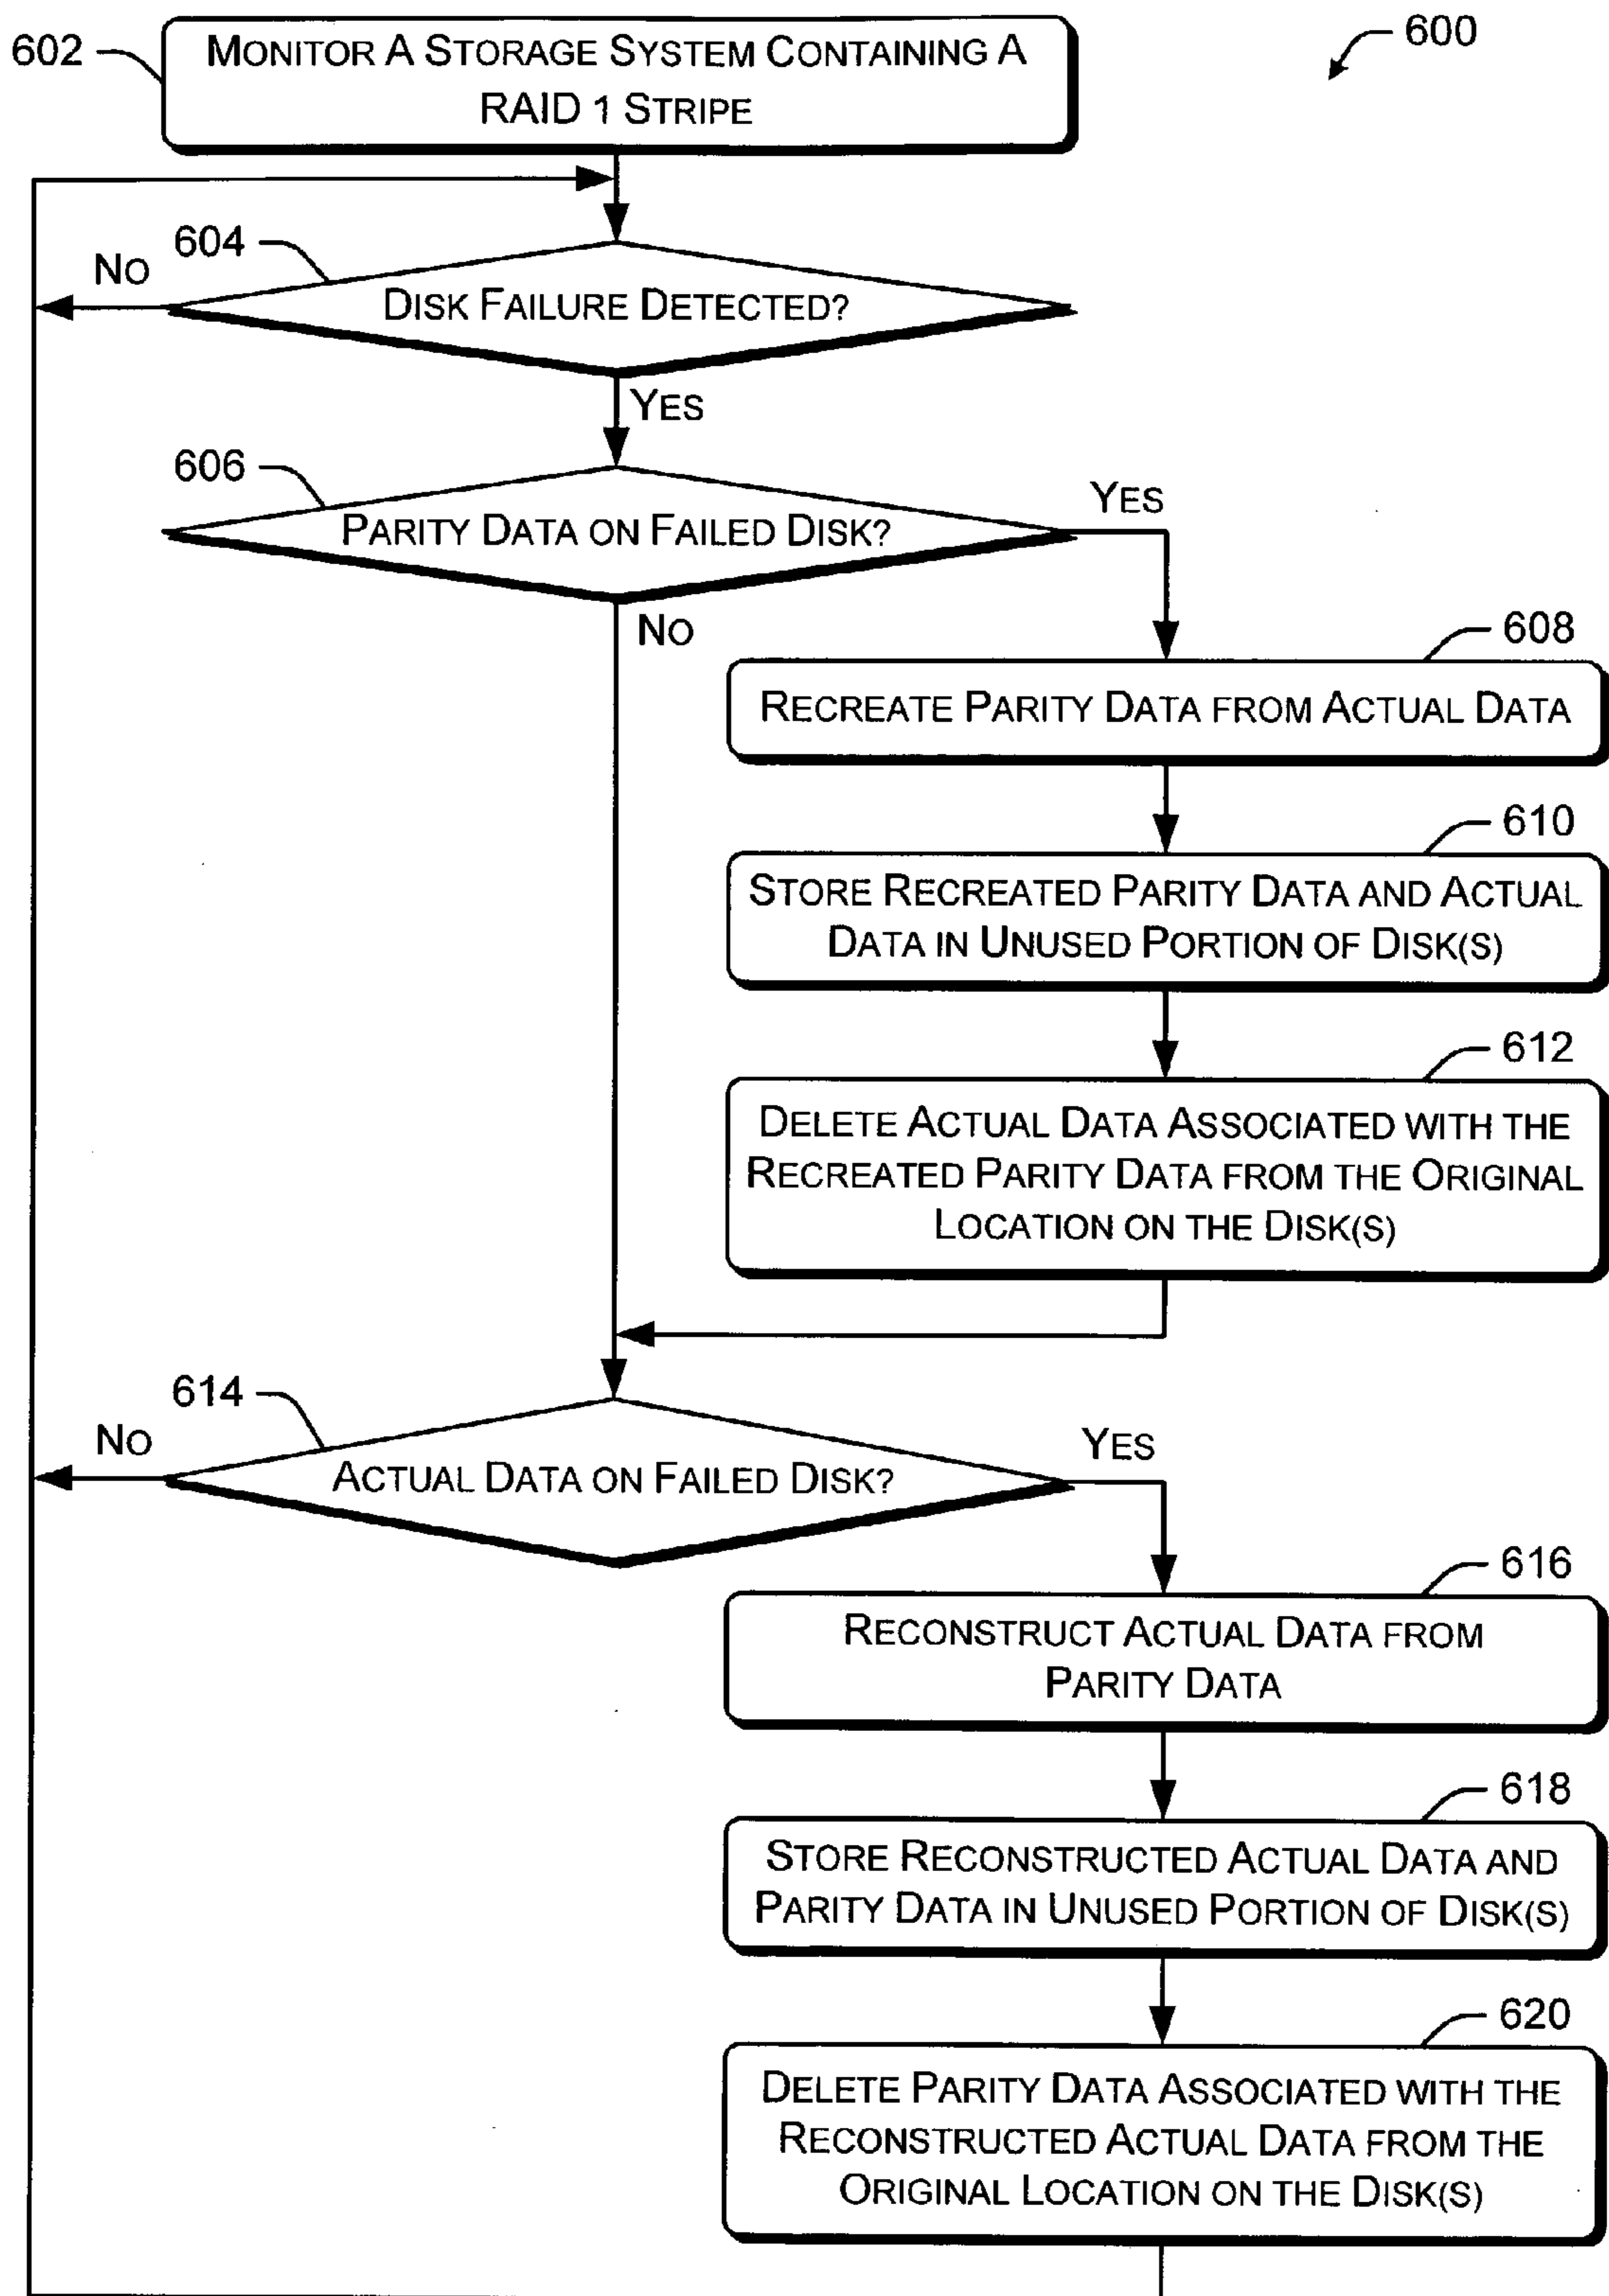 600
602
MONITOR A STORAGE SYSTEM CONTAINING A
RAID 1 STRIPE
604
NO
DISK FAILURE DETECTED?
YES
606
YES
PARITY DATA ON FAILED DISK?
NO
608
RECREATE PARITY DATA FROM ACTUAL DATA
610
STORE RECREATED PARITY DATA AND ACTUAL
DATA IN UNUSED PORTION OF DISK(S)
612
DELETE ACTUAL DATA ASSOCIATED WITH THE
RECREATED PARITY DATA FROM THE ORIGINAL
LOCATION ON THE DISK(S)
614
NO
YES
ACTUAL DATA ON FAILED DISK?
616
RECONSTRUCT ACTUAL DATA FROM
PARITY DATA
618
STORE RECONSTRUCTED ACTUAL DATA AND
PARITY DATA IN UNUSED PORTION OF DISK(S)
620
DELETE PARITY DATA ASSOCIATED WITH THE
RECONSTRUCTED ACTUAL DATA FROM THE
ORIGINAL LOCATION ON THE DISK(S)